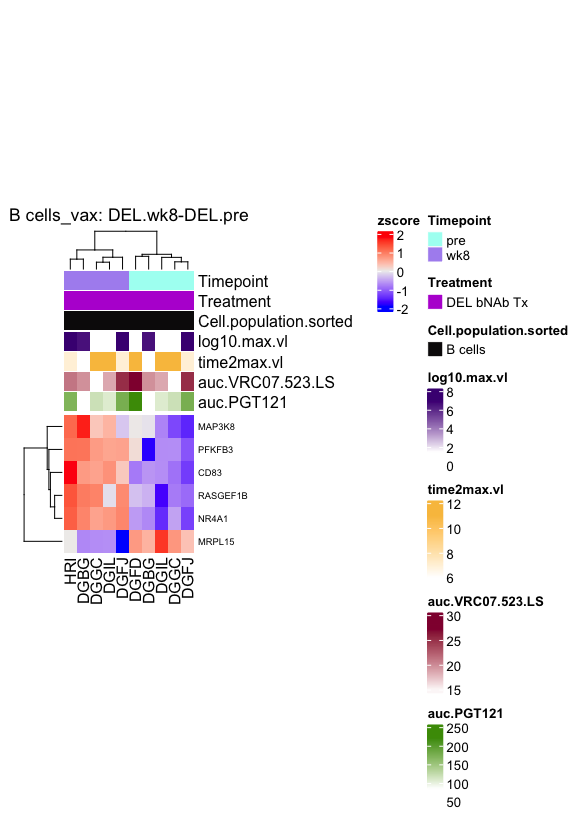 B cells_vax: DEL.wk8-DEL.pre
Timepoint
Treatment
Cell.population.sorted
log10.max.vl
time2max.vl
auc.VRC07.523.LS
auc.PGT121
MAP3K8
PFKFB3
CD83
RASGEF1B
NR4A1
MRPL15
HRI
DGBG
DGGC
DGIL
DGFJ
DGFD
DGBG
DGIL
DGGC
DGFJ
zscore
2
1
0
-1
-2
Timepoint
pre
wk8
Treatment
DEL bNAb Tx
Cell.population.sorted
B cells
log10.max.vl
8
6
4
2
0
time2max.vl
12
10
8
6
auc.VRC07.523.LS
30
25
20
15
auc.PGT121
250
200
150
100
50